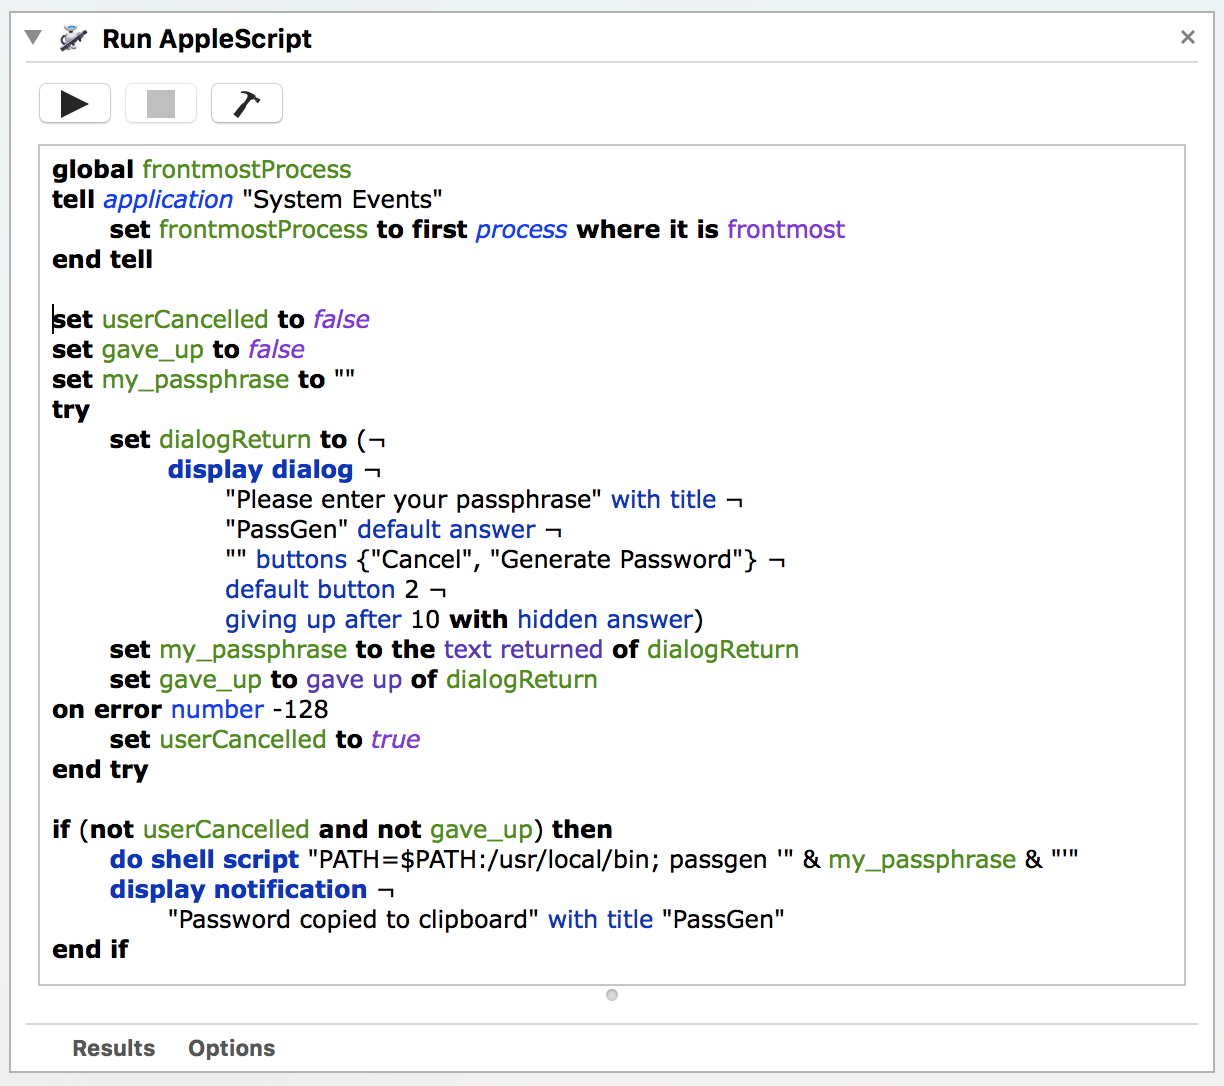 Run AppleScript
global frontmostProcess
tell application "System Events"
set frontmostProcess to first process where it is frontmost
end tell
set userCancelled to false
set gave_up to false
set my_passphrase to ""
try
set dialogReturn to (¬
display dialog ¬
"Please enter your passphrase" with title ¬
"PassGen" default answer ¬
"" buttons {"Cancel", "Generate Password"} ¬
default button 2 ¬
giving up after 10 with hidden answer)
set my_passphrase to the text returned of dialogReturn
set gave_up to gave up of dialogReturn
on error number -128
set userCancelled to true
end try
if (not userCancelled and not gave_up) then
do shell script "PATH=$PATH:/usr/local/bin; passgen '" & my_passphrase & "'"
display notification ¬
"Password copied to clipboard" with title "PassGen"
end if
Results Options